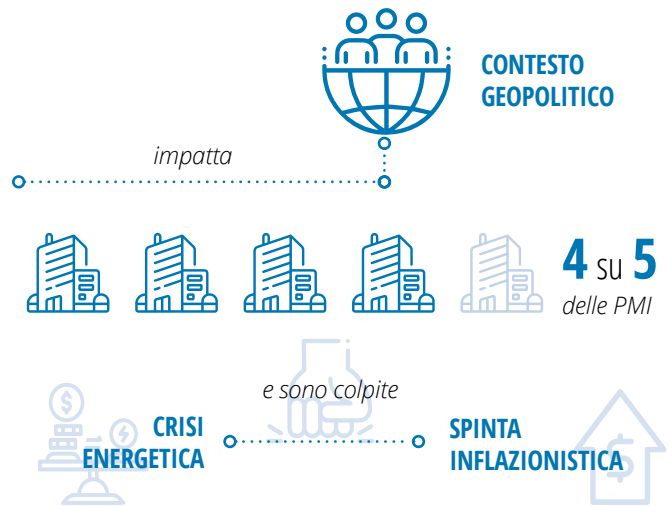 CONTESTO
GEOPOLITICO
impatta
4 su 5
delle PMI
e sono colpite
CRISI
ENERGETICA
SPINTA
INFLAZIONISTICA